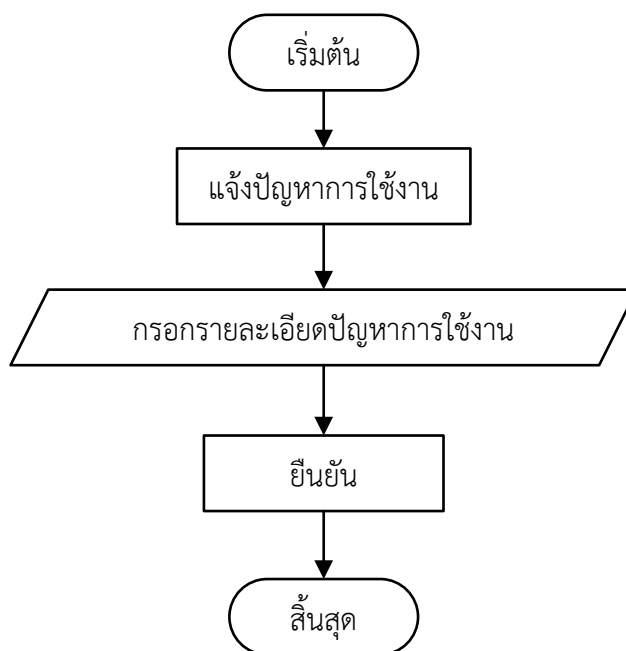 เริ่มต้น
แจ้งปัญหาการใช้งาน
กรอกรายละเอียดปัญหาการใช้งาน
ยืนยัน
สิ้นสุด